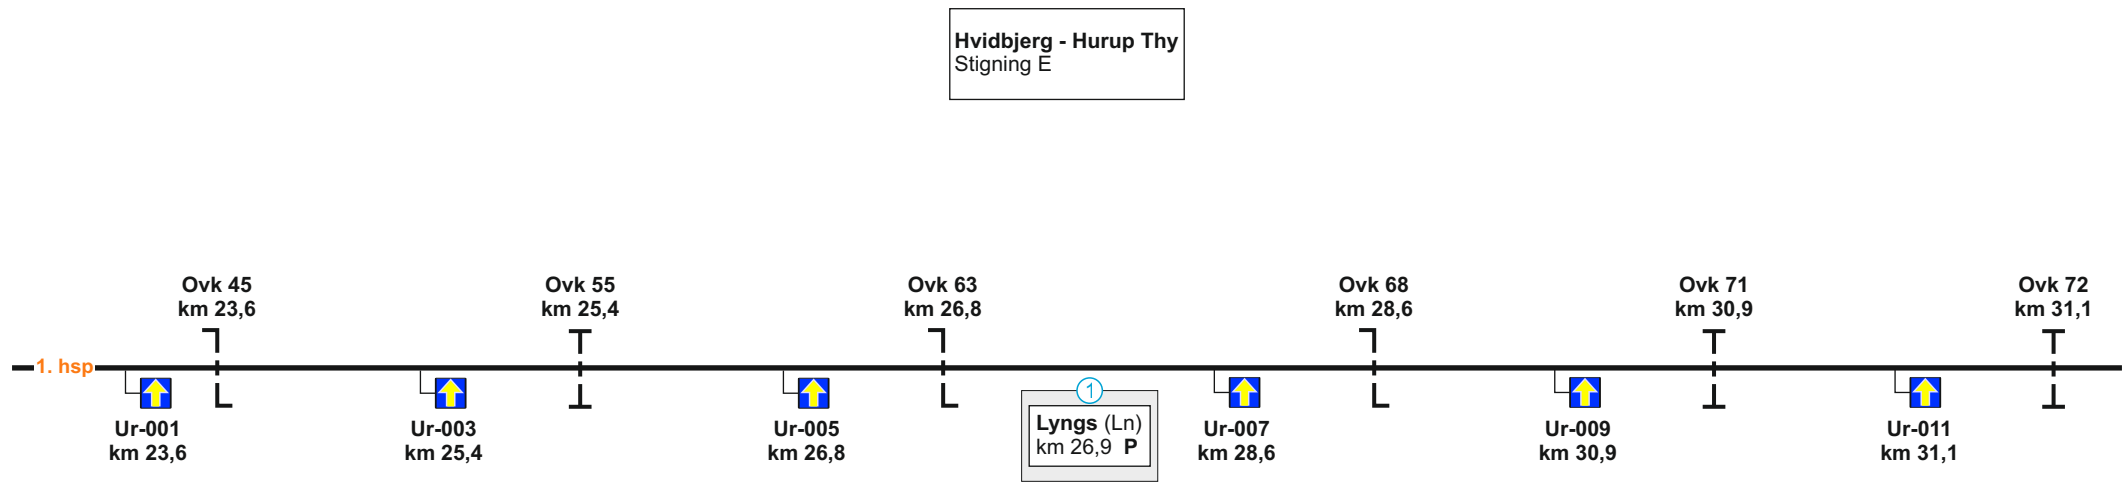 Hvidbjerg - Hurup Thy
Stigning E
Ovk 45
km 23,6
Ovk 55
km 25,4
Ovk 63
km 26,8
Ovk 68
km 28,6
Ovk 71
km 30,9
Ovk 72
km 31,1
1. hsp
1
Ur-001
km 23,6
Ur-003
km 25,4
Ur-005
km 26,8
Lyngs (Ln)
km 26,9 P
Ur-007
km 28,6
Ur-009
km 30,9
Ur-011
km 31,1